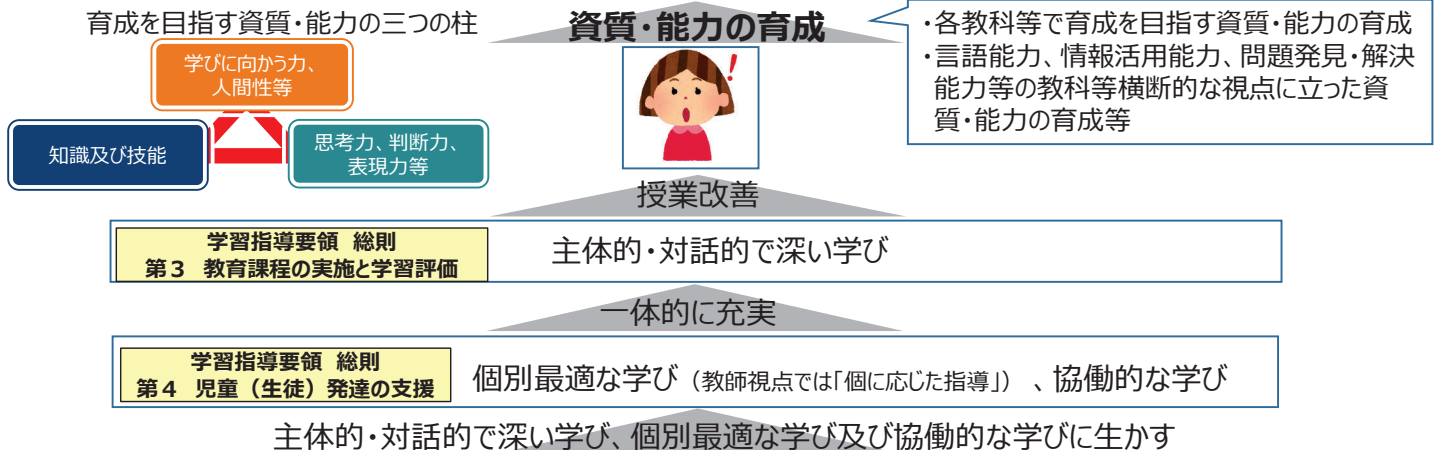 育成を目指す資質・能力の三つの柱
学びに向かう力、
人間性等
知識及び技能
思考力、判断力、
表現力等
資質・能力の育成
・各教科等で育成を目指す資質・能力の育成
・言語能力、情報活用能力、問題発見・解決
能力等の教科等横断的な視点に立った資
質・能力の育成等
授業改善
学習指導要領 総則
第3 教育課程の実施と学習評価
主体的・対話的で深い学び
一体的に充実
学習指導要領 総則
第4 児童（生徒）発達の支援
個別最適な学び（教師視点では「個に応じた指導」）、協働的な学び
主体的・対話的で深い学び、個別最適な学び及び協働的な学びに生かす